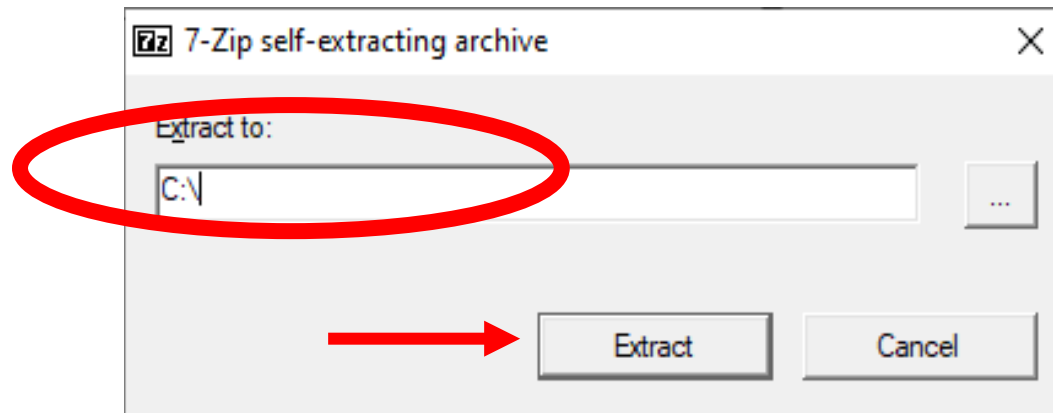 7z 7-Zip self-extracting archive
Extract to:
C:\
...
Extract Cancel